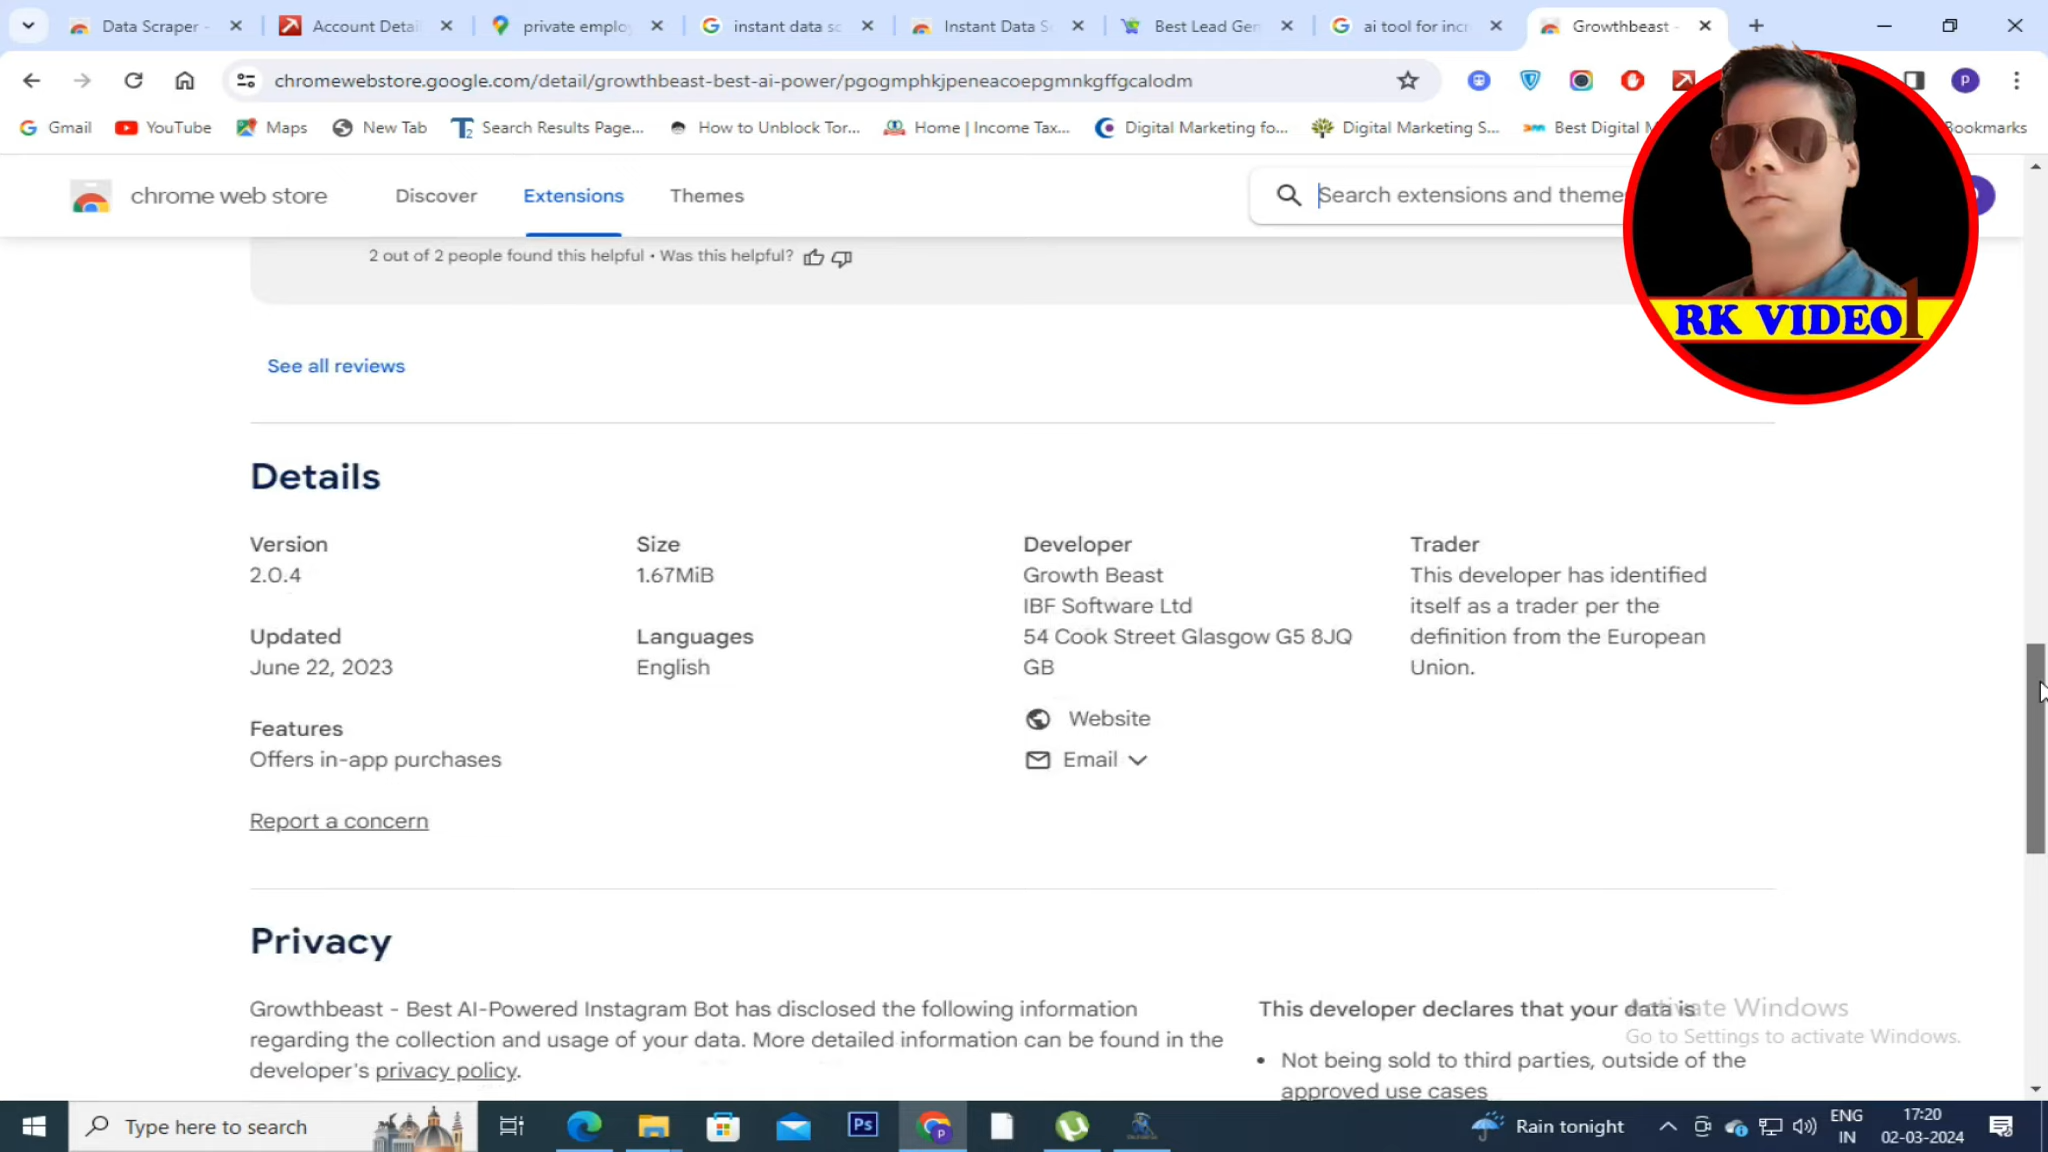 Data Scraper -
Account Detai
private emplo
instant data sc
Instant Data S
Best Lead Gen
ai tool for incr
Growthbeast -
chromewebstore.google.com/detail/growthbeast-best-ai-power/pgogmphkjpeneacoepgmnkgffgcalodm
P
Gmail
YouTube
Maps
New Tab
Search Results Page...
How to Unblock Tor...
Home | Income Tax...
Digital Marketing fo...
Digital Marketing S...
Best Digital M
Bookmarks
chrome web store
Discover
Extensions
Themes
Search extensions and theme
RK VIDEO1
2 out of 2 people found this helpful • Was this helpful?
See all reviews
Details
Version
2.0.4
Size
1.67MiB
Developer
Growth Beast
IBF Software Ltd
54 Cook Street Glasgow G5 8JQ
GB
Trader
This developer has identified
itself as a trader per the
definition from the European
Union.
Updated
June 22, 2023
Languages
English
Website
Email
Features
Offers in-app purchases
Report a concern
Privacy
Growthbeast - Best AI-Powered Instagram Bot has disclosed the following information
regarding the collection and usage of your data. More detailed information can be found in the
developer's privacy policy.
This developer declares that your data is
• Not being sold to third parties, outside of the
approved use cases
Activate Windows
Go to Settings to activate Windows.
Type here to search
Ps
P
Rain tonight
ENG
IN
17:20
02-03-2024